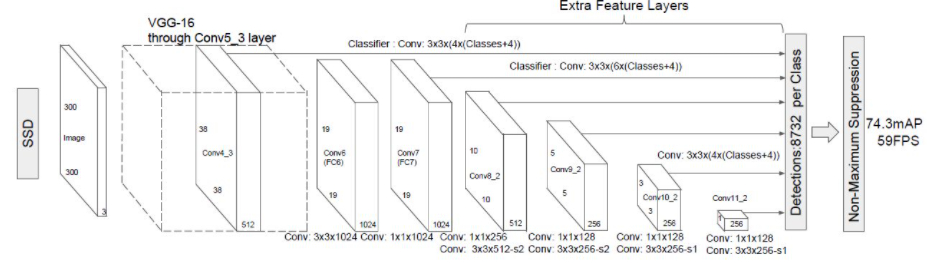 Extra Feature Layers
VGG-16
through Conv5_3 layer
Classifier : Conv: 3x3x(4x(Classes+4))
Classifier : Conv: 3x3x(6x(Classes+4))
Conv: 3x3x(4x(Classes+4))
SSD
300
Image
300
3
38
Conv4_3
38
512
19
Conv6
(FC6)
19
1024
19
Conv7
(FC7)
19
1024
10
Conv8_2
10
512
5
Conv9_2
5
256
3
Conv10_2
3
256
Conv11_2
1
256
Conv: 3x3x1024
Conv: 1x1x1024
Conv: 1x1x256
Conv: 3x3x512-s2
Conv: 1x1x128
Conv: 3x3x256-s2
Conv: 1x1x128
Conv: 3x3x256-s1
Conv: 1x1x128
Conv: 3x3x256-s1
Detections:8732 per Class
Non-Maximum Suppression
74.3mAP
59FPS